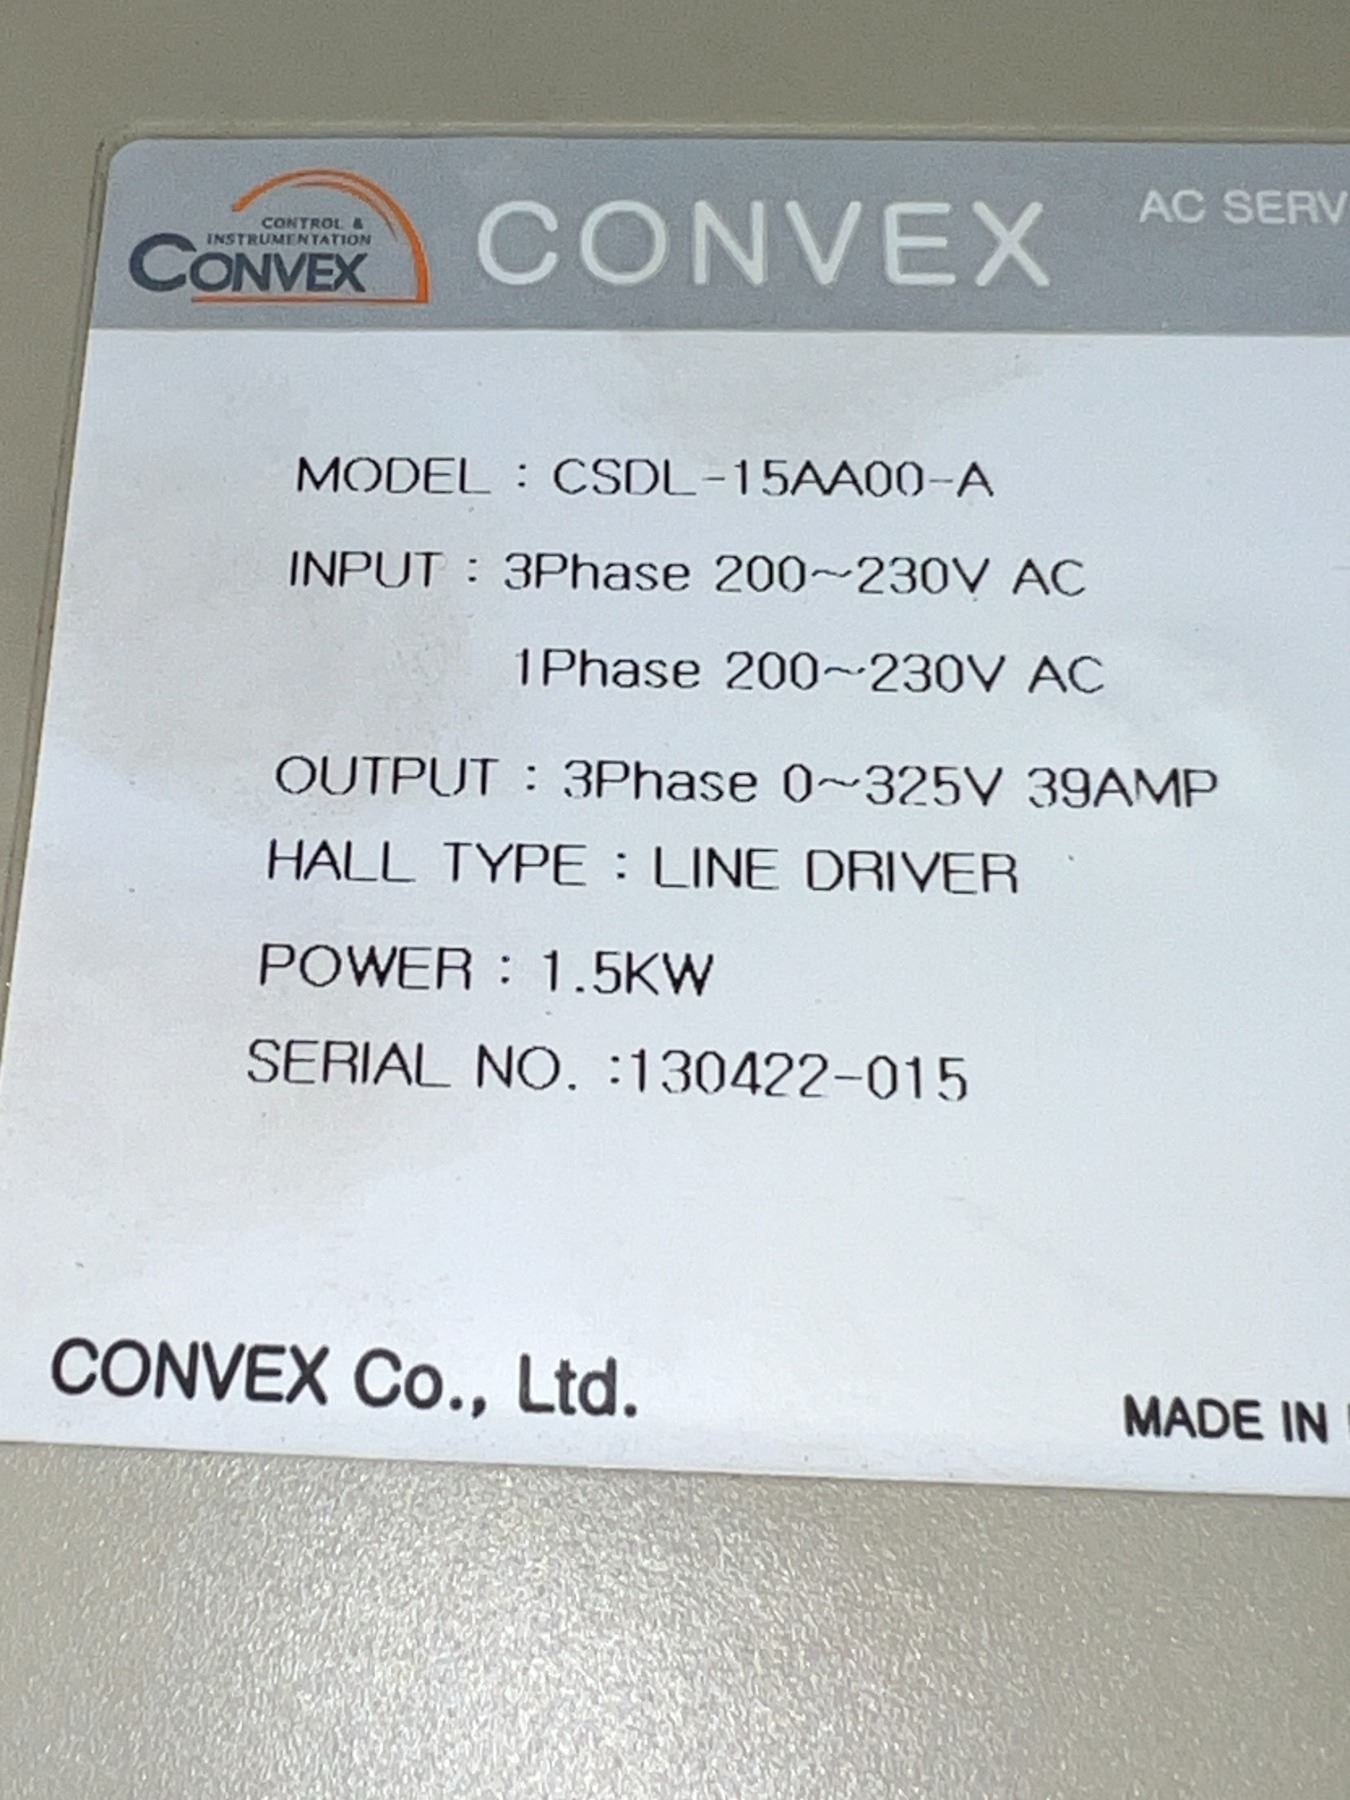 CONTROL &
INSTRUMENTATION
CONVEX
CONVEX
AC SERV
MODEL : CSDL-15AA00-A
INPUT : 3Phase 200~230V AC
1Phase 200~230V AC
OUTPUT : 3Phase 0~325V 39AMP
HALL TYPE : LINE DRIVER
POWER : 1.5KW
SERIAL NO. :130422-015
CONVEX Co., Ltd.
MADE IN